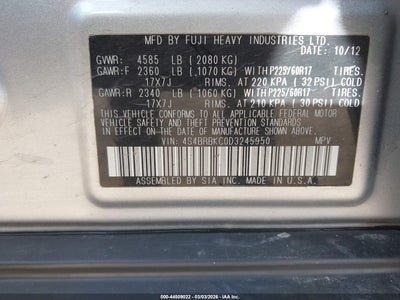 MFD BY FUJI HEAVY INDUSTRIES LTD.
DATE: 10/12
GVWR: 4585 LB (2080 KG)
GAWR:F 2360 LB (1070 KG) WITH P225/60R17 TIRES.
17X7J RIMS. AT 220 KPA (32 PSI) COLD
GAWR:R 2340 LB (1060 KG) WITH P225/60R17 TIRES.
17X7J RIMS. AT 210 KPA (30 PSI) COLD
THIS VEHICLE CONFORMS TO ALL APPLICABLE FEDERAL MOTOR
VEHICLE SAFETY AND THEFT PREVENTION STANDARDS IN EFFECT
ON THE DATE OF MANUFACTURE SHOWN ABOVE.
VIN: 4S4BRBKC0D3245950 MPV
ASSEMBLED BY SIA INC. ASSEMBLED IN U.S.A.
000-44509022 - 03/03/2026 - IAAI.COM